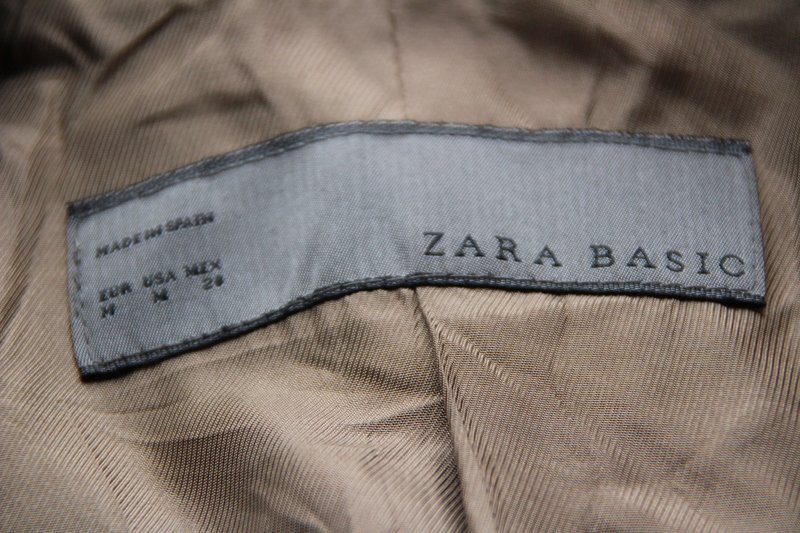 MADE IN SPAIN
EUR USA MEX
M M 28
ZARA BASIC